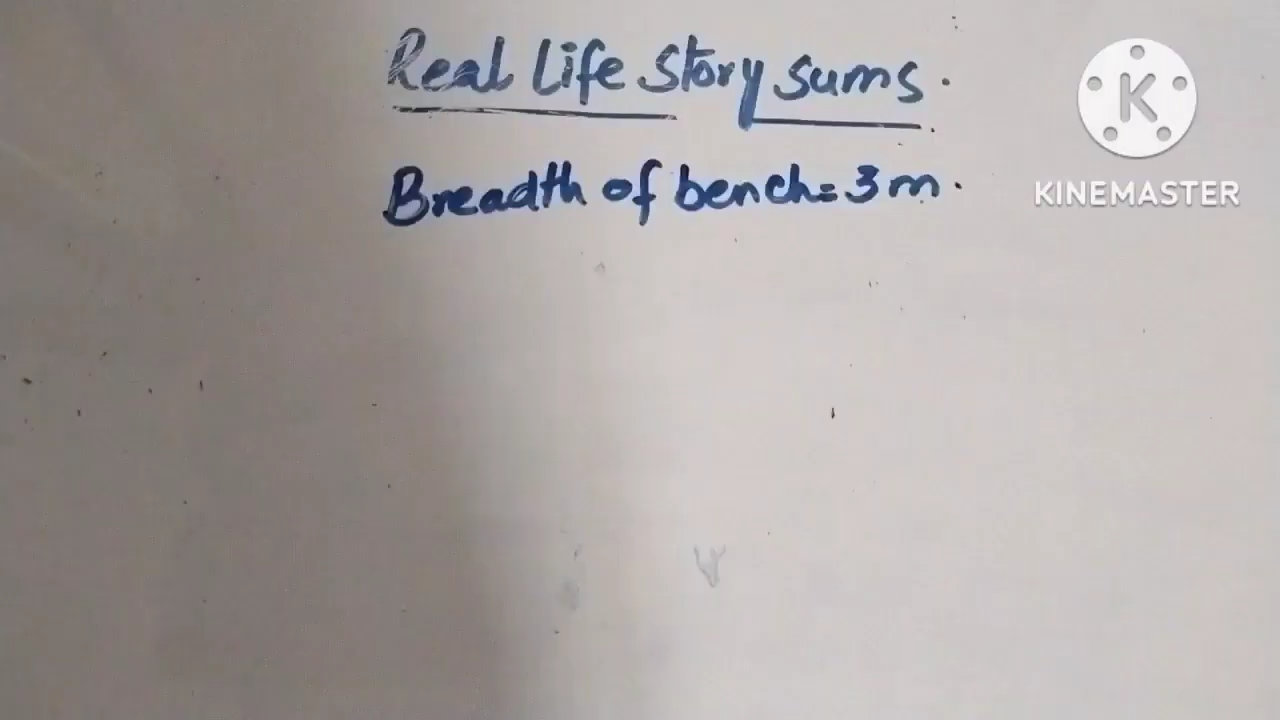 Real Life Story sums.
Breadth of bench = 3 m.
K
KINEMASTER